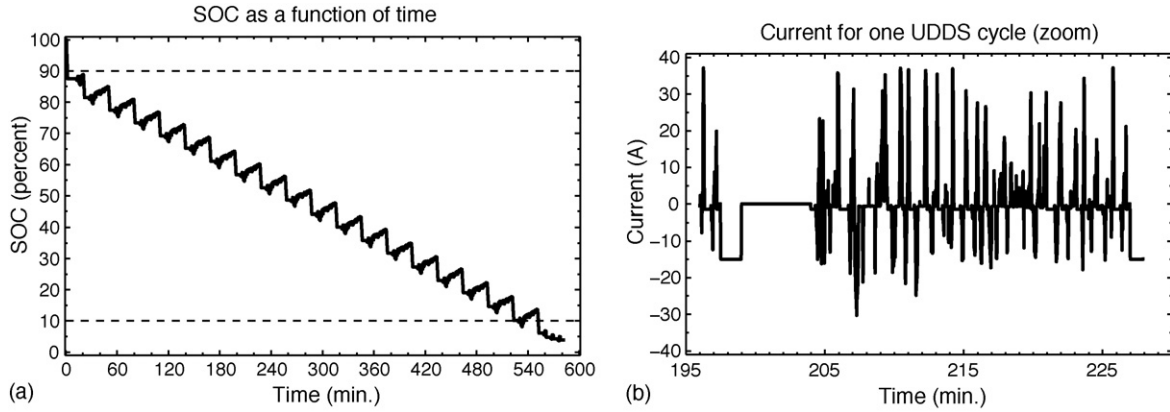 SOC as a function of time
SOC (percent)
100
90
80
70
60
50
40
30
20
10
0
0 60 120 180 240 300 360 420 480 540 600
Time (min.)
(a)
Current for one UDDS cycle (zoom)
Current (A)
40
30
20
10
0
−10
−20
−30
−40
195 205 215 225
Time (min.)
(b)